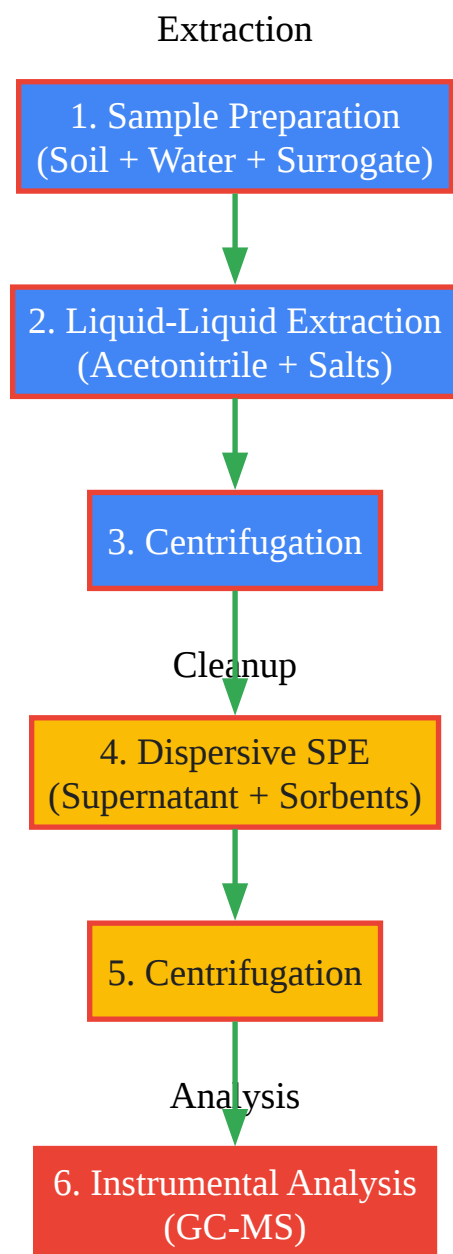 Extraction
1. Sample Preparation
(Soil + Water + Surrogate)
2. Liquid-Liquid Extraction
(Acetonitrile + Salts)
3. Centrifugation
Cleanup
4. Dispersive SPE
(Supernatant + Sorbents)
5. Centrifugation
Analysis
6. Instrumental Analysis
(GC-MS)